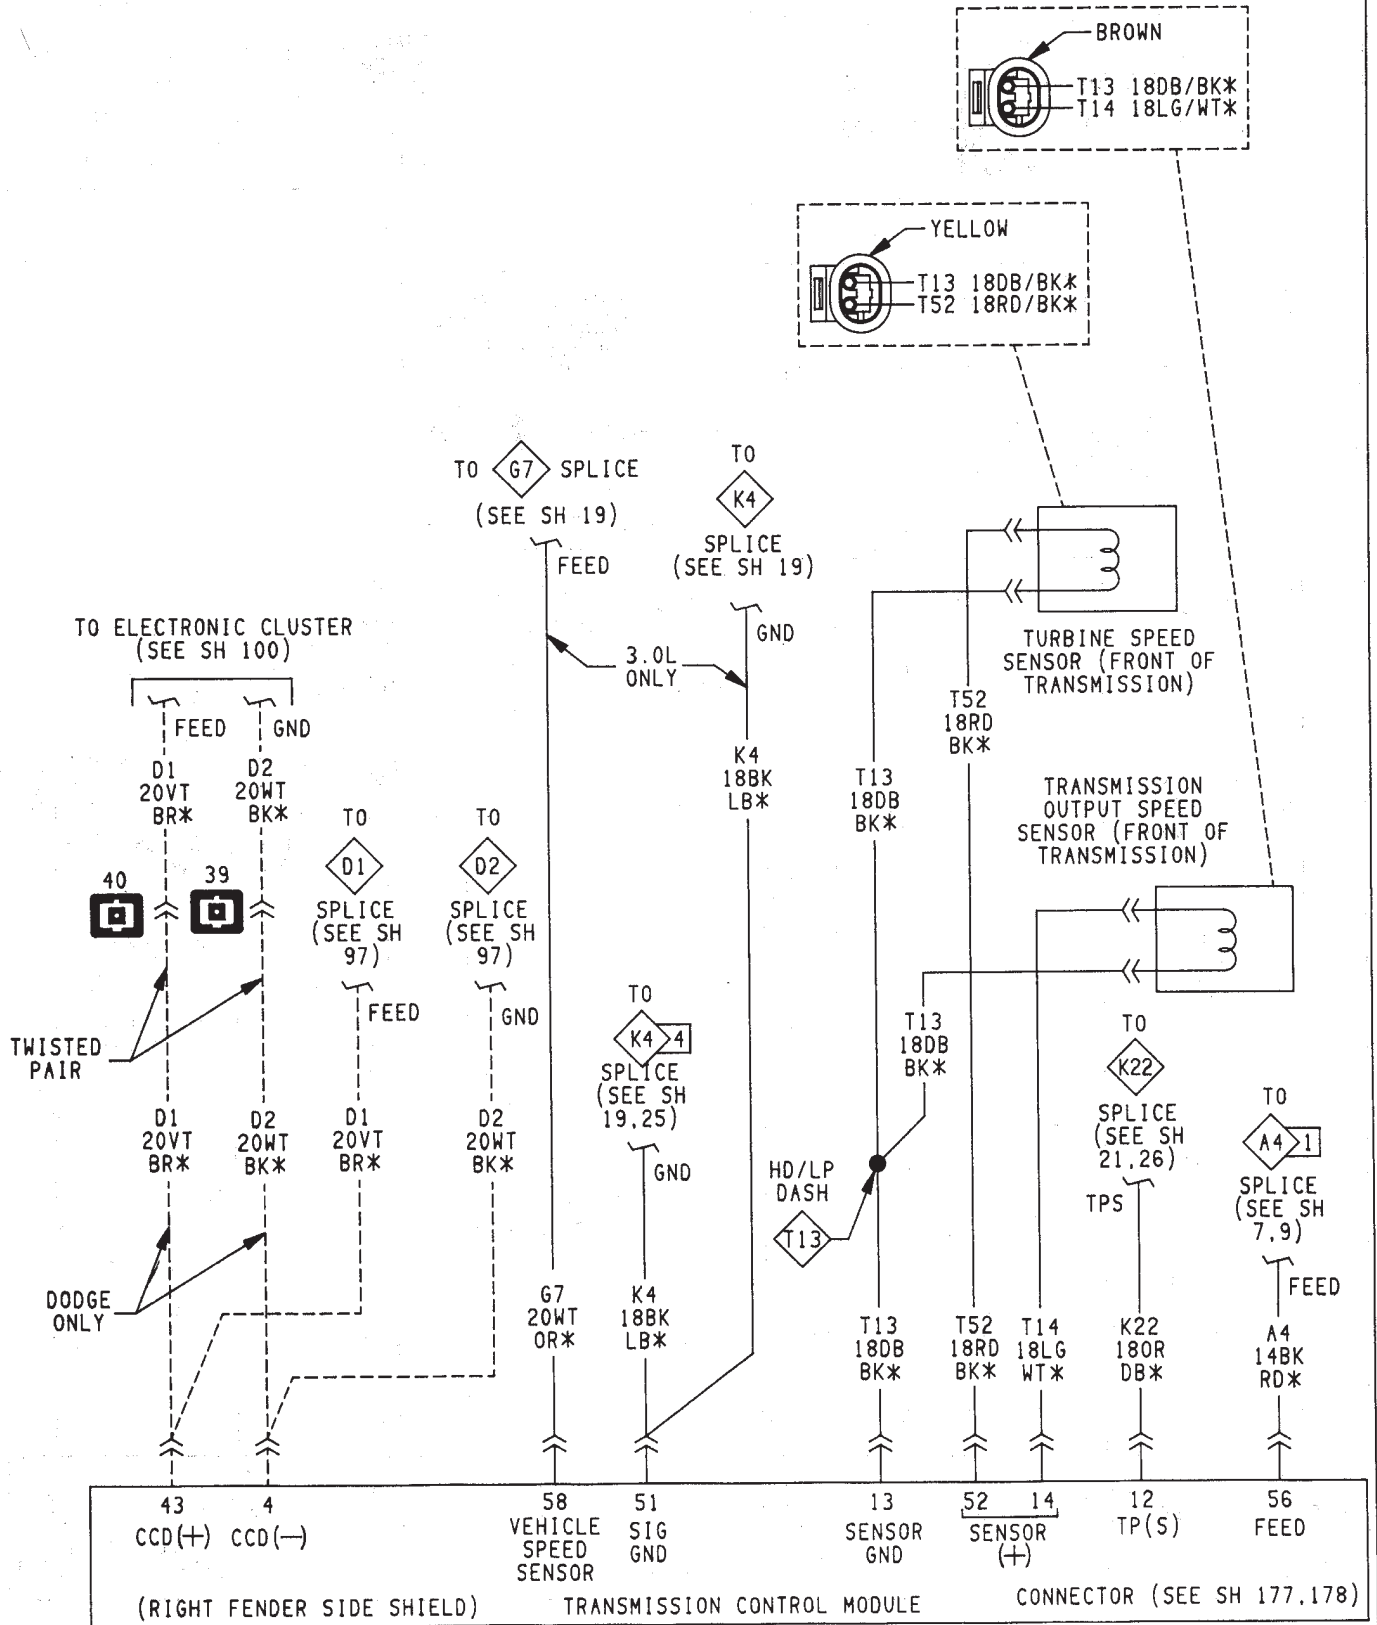 BROWN
T13 18DB/BK*
T14 18LG/WT*
YELLOW
T13 18DB/BK*
T52 18RD/BK*
TO G7 SPLICE
(SEE SH 19)
FEED
TO
K4
SPLICE
(SEE SH 19)
GND
3.0L
ONLY
TO ELECTRONIC CLUSTER
(SEE SH 100)
FEED
GND
D1
20VT
BR*
D2
20WT
BK*
TURBINE SPEED
SENSOR (FRONT OF
TRANSMISSION)
T52
18RD
BK*
K4
18BK
LB*
T13
18DB
BK*
TRANSMISSION
OUTPUT SPEED
SENSOR (FRONT OF
TRANSMISSION)
40
39
TO
D1
SPLICE
(SEE SH
97)
FEED
TO
D2
SPLICE
(SEE SH
97)
GND
TWISTED
PAIR
TO
K4 4
SPLICE
(SEE SH
19,25)
GND
T13
18DB
BK*
TO
K22
SPLICE
(SEE SH
21,26)
TPS
TO
A4 1
SPLICE
(SEE SH
7,9)
FEED
D1
20VT
BR*
D2
20WT
BK*
D1
20VT
BR*
D2
20WT
BK*
HD/LP
DASH
T13
DODGE
ONLY
G7
20WT
OR*
K4
18BK
LB*
T13
18DB
BK*
T52
18RD
BK*
T14
18LG
WT*
K22
18OR
DB*
A4
14BK
RD*
43
CCD(+)
4
CCD(—)
58
VEHICLE
SPEED
SENSOR
51
SIG
GND
13
SENSOR
GND
52 14
SENSOR
(+)
12
TP(S)
56
FEED
(RIGHT FENDER SIDE SHIELD)
TRANSMISSION CONTROL MODULE
CONNECTOR (SEE SH 177,178)